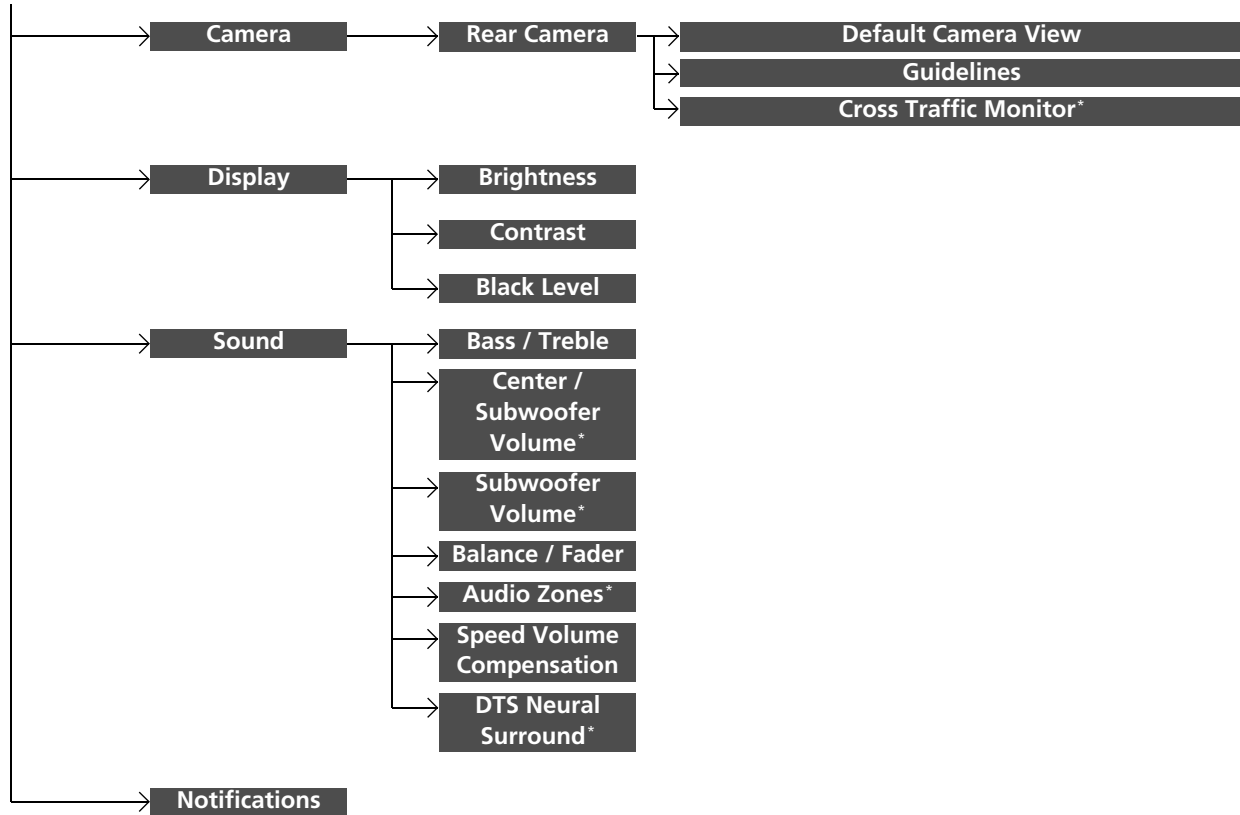 Camera
Rear Camera
Default Camera View
Guidelines
Cross Traffic Monitor*
Display
Brightness
Contrast
Black Level
Sound
Bass / Treble
Center /
Subwoofer
Volume*
Subwoofer
Volume*
Balance / Fader
Audio Zones*
Speed Volume
Compensation
DTS Neural
Surround*
Notifications